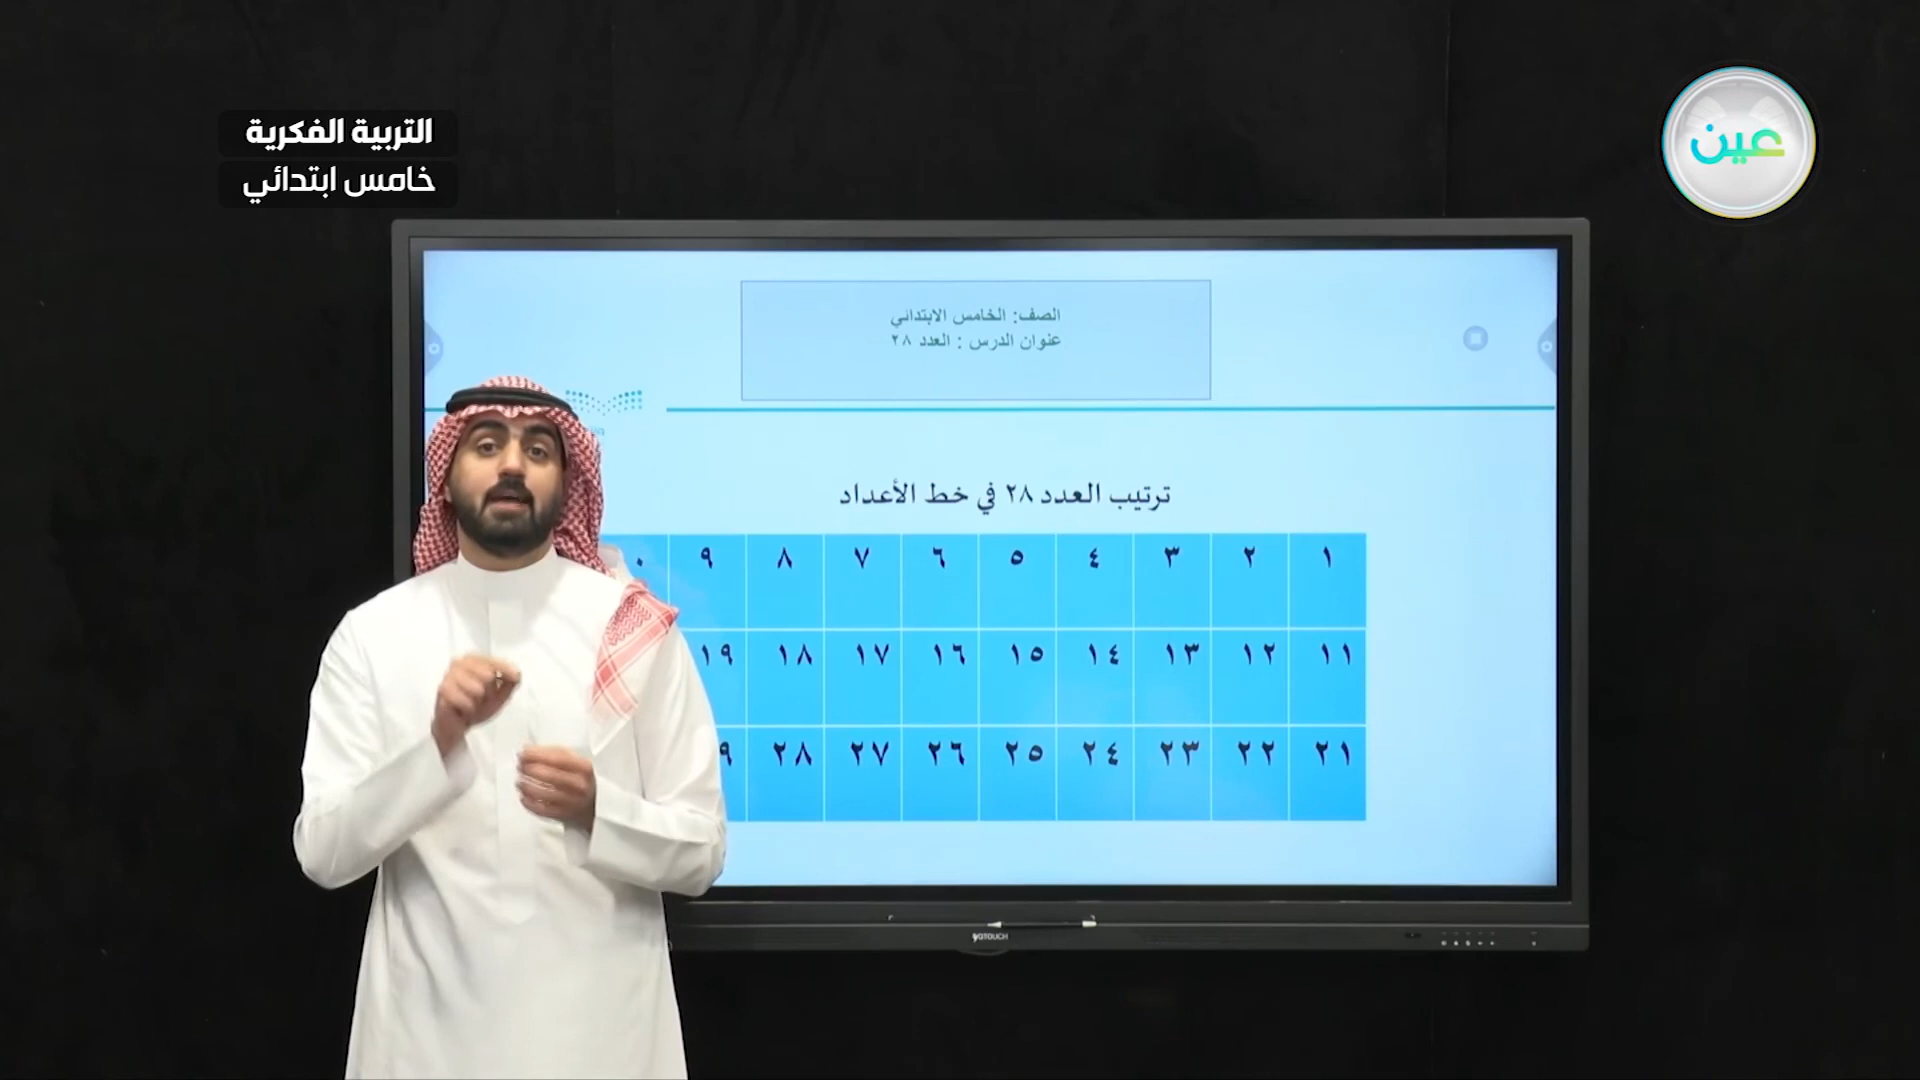 التربية الفكرية
خامس ابتدائي
عين
الصف: الخامس الابتدائي
عنوان الدرس : العدد ٢٨
ترتيب العدد ٢٨ في خط الأعداد
١ ٢ ٣ ٤ ٥ ٦ ٧ ٨ ٩
١١ ١٢ ١٣ ١٤ ١٥ ١٦ ١٧ ١٨ ١٩
٢١ ٢٢ ٢٣ ٢٤ ٢٥ ٢٦ ٢٧ ٢٨